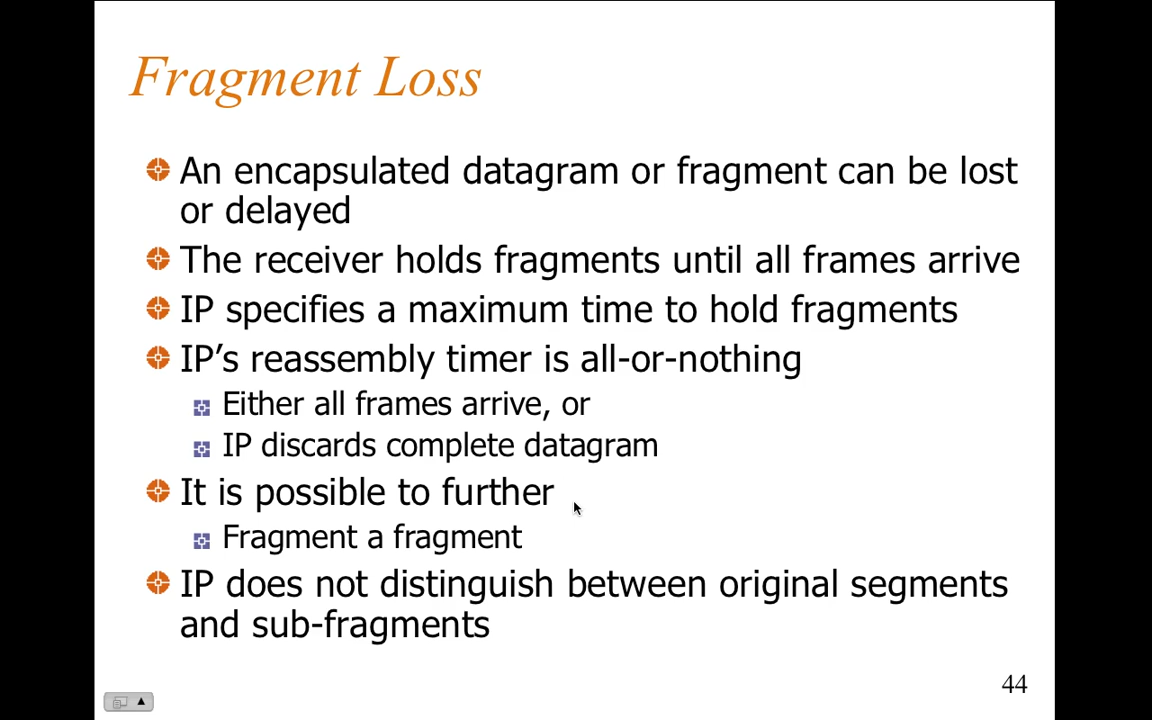 Fragment Loss
An encapsulated datagram or fragment can be lost
or delayed
The receiver holds fragments until all frames arrive
IP specifies a maximum time to hold fragments
IP’s reassembly timer is all-or-nothing
Either all frames arrive, or
IP discards complete datagram
It is possible to further
Fragment a fragment
IP does not distinguish between original segments
and sub-fragments
44